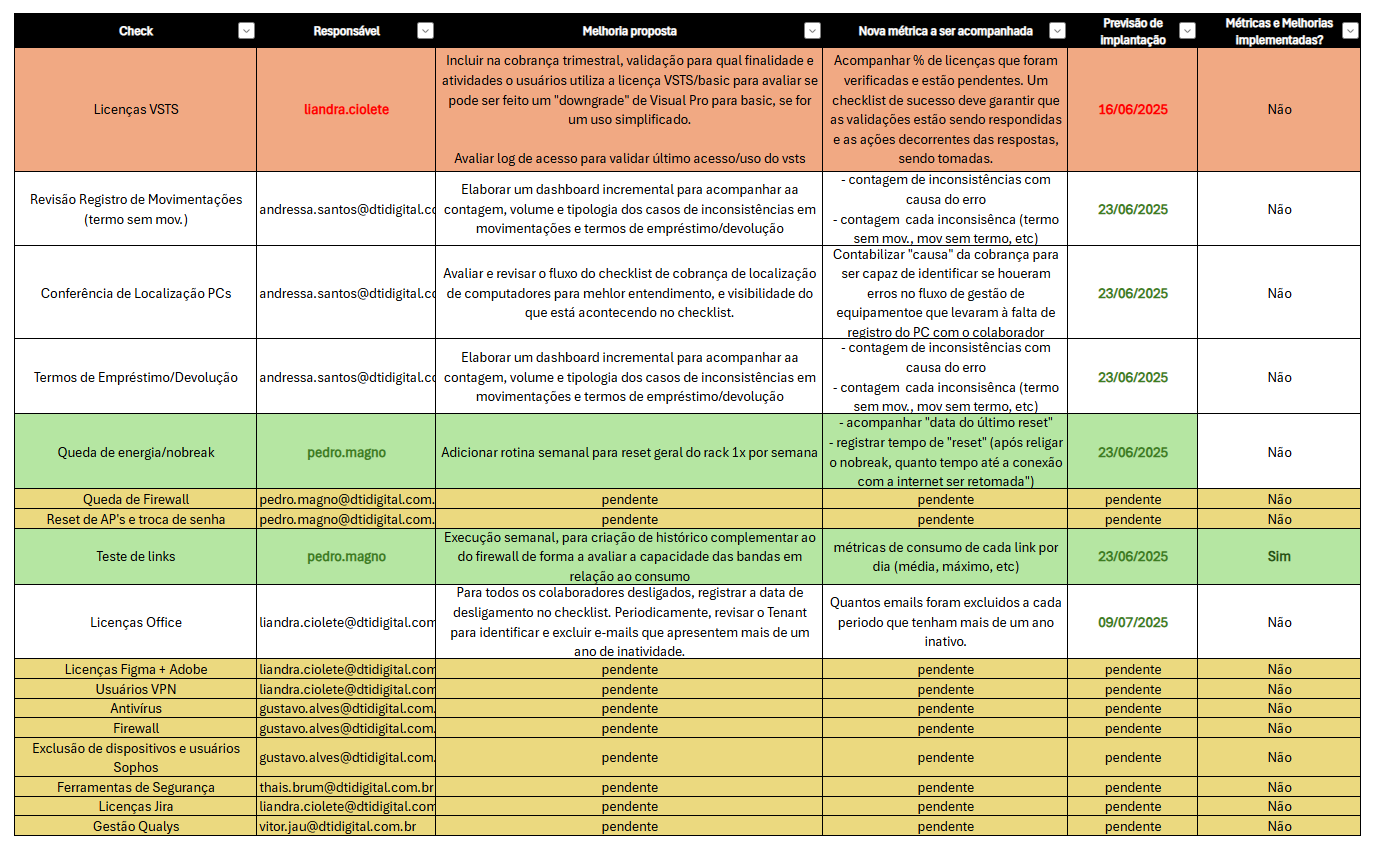 Check
Responsável
Melhoria proposta
Nova métrica a ser acompanhada
Previsão de
implantação
Métricas e Melhorias
Implementadas?
Licenças VSTS
liandra.ciolete
Incluir na cobrança trimestral, validação para qual finalidade e
atividades o usuários utiliza a licença VSTS/basic para avaliar se
pode ser feito um "downgrade" de Visual Pro para basic, se for
um uso simplificado.
Avaliar log de acesso para validar último acesso/uso do vsts
Acompanhar % de licenças que foram
verificadas e estão pendentes. Um
checklist de sucesso deve garantir que
as validações estão sendo respondidas
e as ações decorrentes das respostas,
sendo tomadas.
16/06/2025
Não
Revisão Registro de Movimentações
(termo sem mov.)
andressa.santos@dtidigital.co
Elaborar um dashboard incremental para acompanhar aa
contagem, volume e tipologia dos casos de inconsistências em
movimentações e termos de empréstimo/devolução
- contagem de inconsistências com
causa do erro
- contagem  cada inconsisênca (termo
sem mov., mov sem termo, etc)
23/06/2025
Não
Conferência de Localização PCs
andressa.santos@dtidigital.co
Avaliar e revisar o fluxo do checklist de cobrança de localização
de computadores para mehlor entendimento, e visibilidade do
que está acontecendo no checklist.
Contabilizar "causa" da cobrança para
ser capaz de identificar se houeram
erros no fluxo de gestão de
equipamentoe que levaram à falta de
registro do PC com o colaborador
23/06/2025
Não
Termos de Empréstimo/Devolução
andressa.santos@dtidigital.co
Elaborar um dashboard incremental para acompanhar aa
contagem, volume e tipologia dos casos de inconsistências em
movimentações e termos de empréstimo/devolução
- contagem de inconsistências com
causa do erro
- contagem  cada inconsisênca (termo
sem mov., mov sem termo, etc)
23/06/2025
Não
Queda de energia/nobreak
pedro.magno
Adicionar rotina semanal para reset geral do rack 1x por semana
- acompanhar "data do último reset"
- registrar tempo de "reset" (após religar
o nobreak, quanto tempo até a conexão
com a internet ser retomada")
23/06/2025
Não
Queda de Firewall
pedro.magno@dtidigital.com.
pendente
pendente
pendente
Não
Reset de AP's e troca de senha
pedro.magno@dtidigital.com.
pendente
pendente
pendente
Não
Teste de links
pedro.magno
Execução semanal, para criação de histórico complementar ao
do firewall de forma a avaliar a capacidade das bandas em
relação ao consumo
métricas de consumo de cada link por
dia (média, máximo, etc)
23/06/2025
Sim
Licenças Office
liandra.ciolete@dtidigital.com
Para todos os colaboradores desligados, registrar a data de
desligamento no checklist. Periodicamente, revisar o Tenant
para identificar e excluir e-mails que apresentem mais de um
ano de inatividade.
Quantos emails foram excluidos a cada
periodo que tenham mais de um ano
inativo.
09/07/2025
Não
Licenças Figma + Adobe
liandra.ciolete@dtidigital.com
pendente
pendente
pendente
Não
Usuários VPN
liandra.ciolete@dtidigital.com
pendente
pendente
pendente
Não
Antivírus
gustavo.alves@dtidigital.com.
pendente
pendente
pendente
Não
Firewall
gustavo.alves@dtidigital.com.
pendente
pendente
pendente
Não
Exclusão de dispositivos e usuários
Sophos
gustavo.alves@dtidigital.com.
pendente
pendente
pendente
Não
Ferramentas de Segurança
thais.brum@dtidigital.com.br
pendente
pendente
pendente
Não
Licenças Jira
liandra.ciolete@dtidigital.com
pendente
pendente
pendente
Não
Gestão Qualys
vitor.jau@dtidigital.com.br
pendente
pendente
pendente
Não